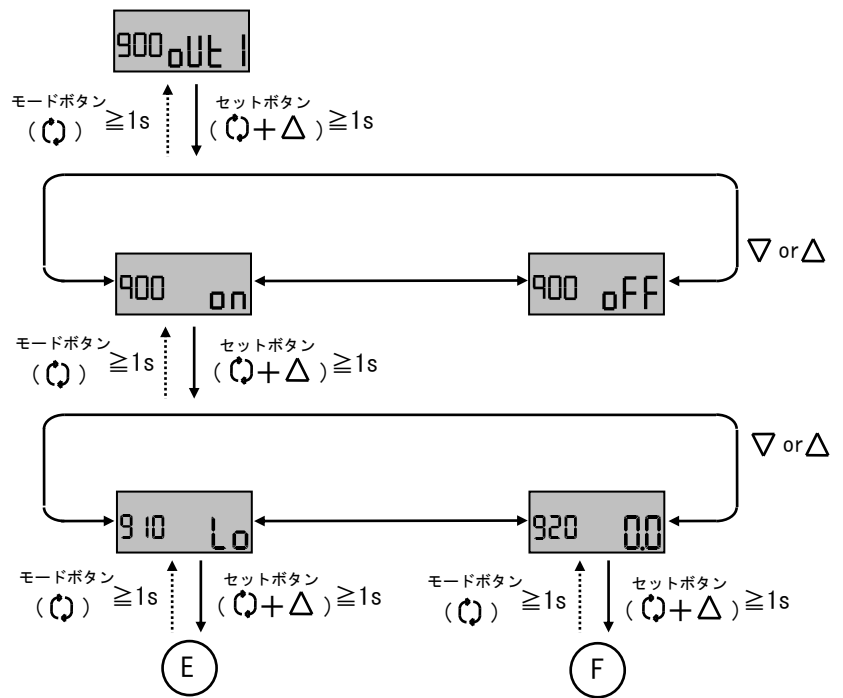 900 oUt1
モードボタン ≧1s セットボタン ≧1s
( ) ( + △ )
▽ or △
900 on 900 oFF
モードボタン ≧1s セットボタン ≧1s
( ) ( + △ )
▽ or △
910 Lo 920 0.0
モードボタン ≧1s セットボタン ≧1s モードボタン ≧1s セットボタン ≧1s
( ) ( + △ ) ( ) ( + △ )
E F